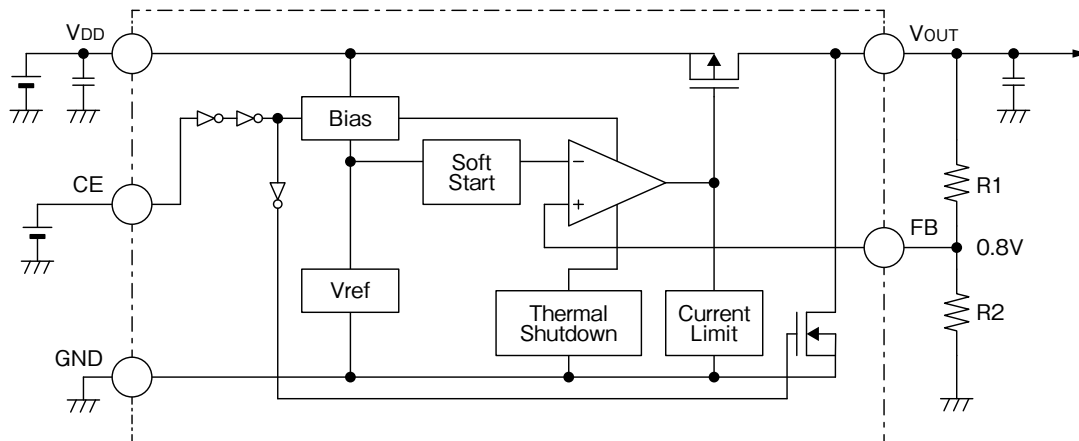 VDD
VOUT
Bias
Soft
Start
−
+
CE
R1
FB
0.8V
Vref
Thermal
Shutdown
Current
Limit
R2
GND